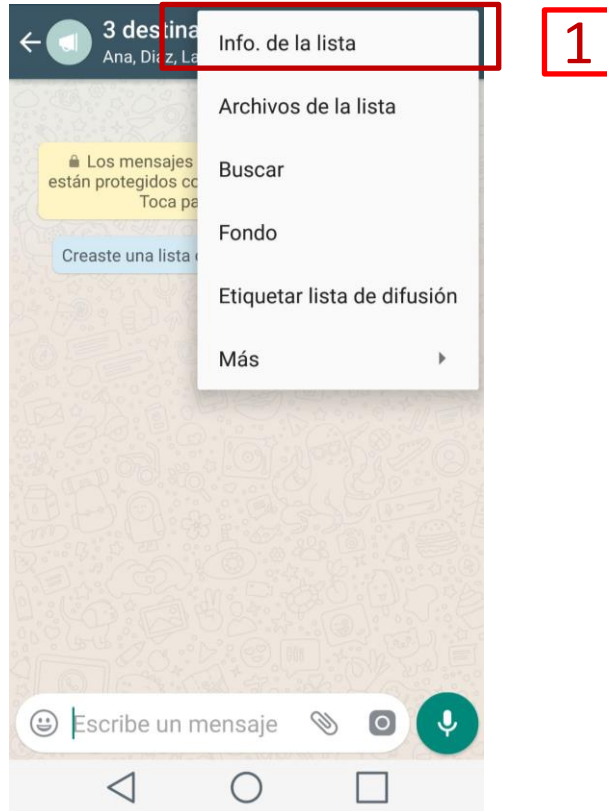 3 destina
Ana, Diaz, La
Info. de la lista
1
Archivos de la lista
Buscar
Fondo
Etiquetar lista de difusión
Más
Los mensajes
están protegidos co
Toca pa
Creaste una lista
Escribe un mensaje